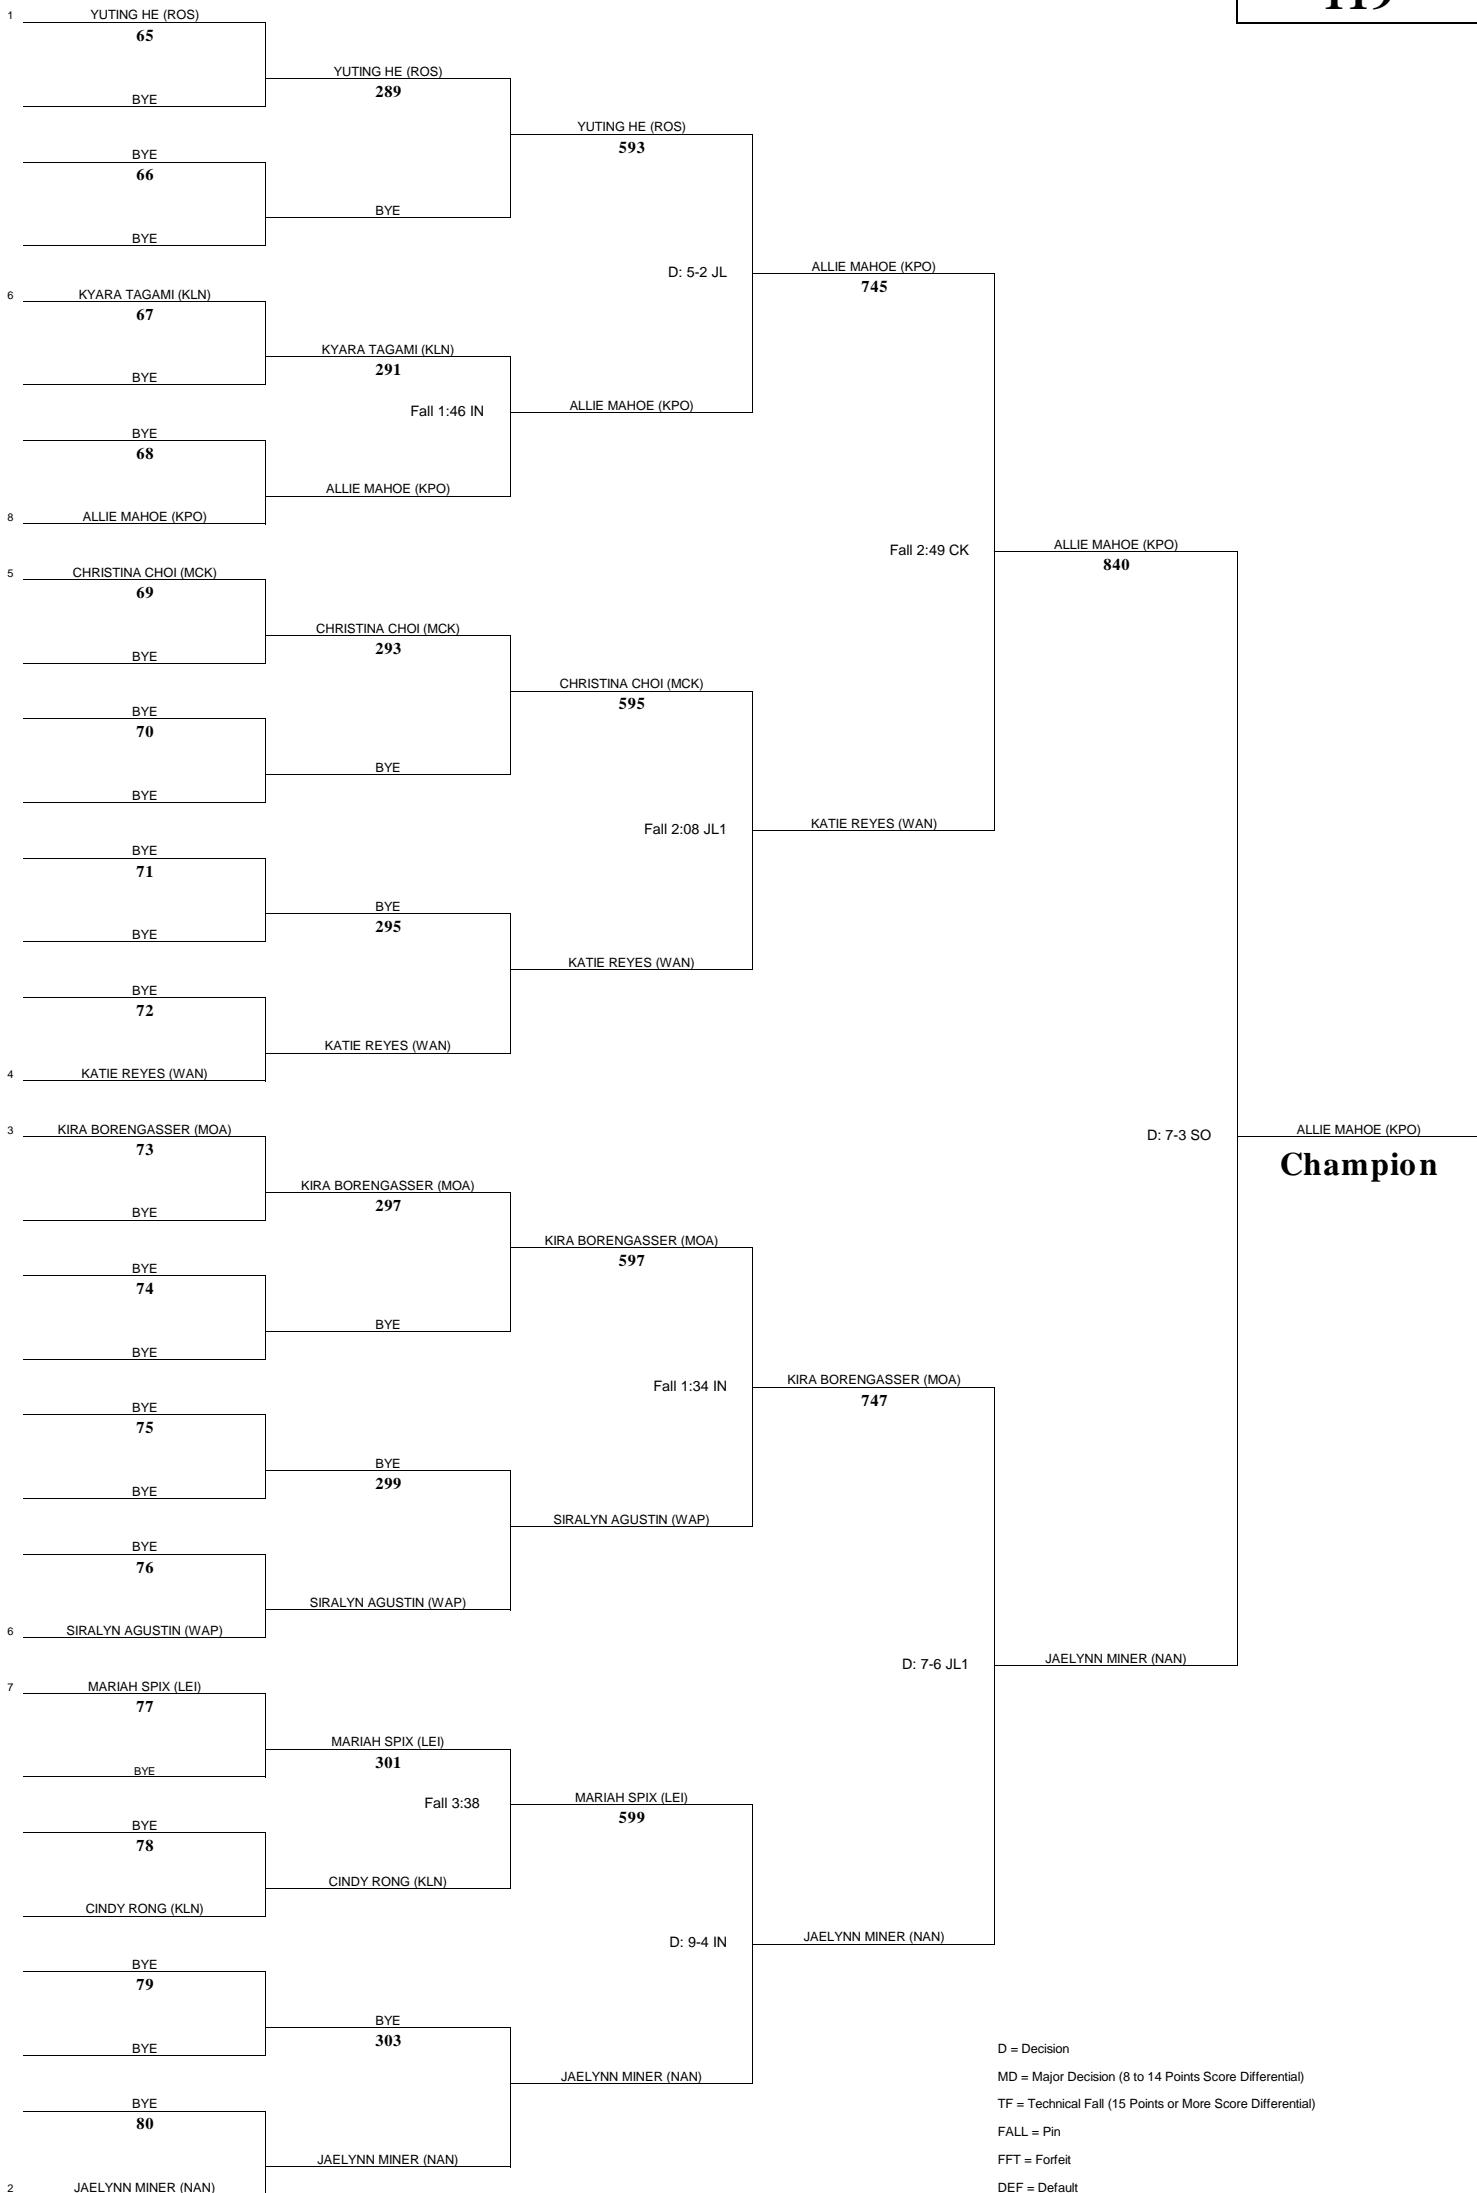 119
1 YUTING HE (ROS)
65
BYE
BYE
66
BYE
6 KYARA TAGAMI (KLN)
67
BYE
BYE
68
8 ALLIE MAHOE (KPO)
5 CHRISTINA CHOI (MCK)
69
BYE
BYE
70
BYE
BYE
71
BYE
BYE
72
4 KATIE REYES (WAN)
3 KIRA BORENGASSER (MOA)
73
BYE
BYE
74
BYE
BYE
75
BYE
BYE
76
6 SIRALYN AGUSTIN (WAP)
7 MARIAH SPIX (LEI)
77
BYE
BYE
78
CINDY RONG (KLN)
BYE
79
BYE
BYE
80
2 JAELYNN MINER (NAN)
YUTING HE (ROS)
289
BYE
KYARA TAGAMI (KLN)
291
Fall 1:46 IN
ALLIE MAHOE (KPO)
CHRISTINA CHOI (MCK)
293
BYE
BYE
295
KATIE REYES (WAN)
KIRA BORENGASSER (MOA)
297
BYE
BYE
299
SIRALYN AGUSTIN (WAP)
MARIAH SPIX (LEI)
301
Fall 3:38
CINDY RONG (KLN)
BYE
303
JAELYNN MINER (NAN)
YUTING HE (ROS)
593
D: 5-2 JL
ALLIE MAHOE (KPO)
CHRISTINA CHOI (MCK)
595
Fall 2:08 JL1
KATIE REYES (WAN)
KIRA BORENGASSER (MOA)
597
Fall 1:34 IN
SIRALYN AGUSTIN (WAP)
MARIAH SPIX (LEI)
599
D: 9-4 IN
JAELYNN MINER (NAN)
ALLIE MAHOE (KPO)
745
Fall 2:49 CK
KATIE REYES (WAN)
KIRA BORENGASSER (MOA)
747
D: 7-6 JL1
JAELYNN MINER (NAN)
ALLIE MAHOE (KPO)
840
D: 7-3 SO
JAELYNN MINER (NAN)
ALLIE MAHOE (KPO)
Champion
D = Decision
MD = Major Decision (8 to 14 Points Score Differential)
TF = Technical Fall (15 Points or More Score Differential)
FALL = Pin
FFT = Forfeit
DEF = Default